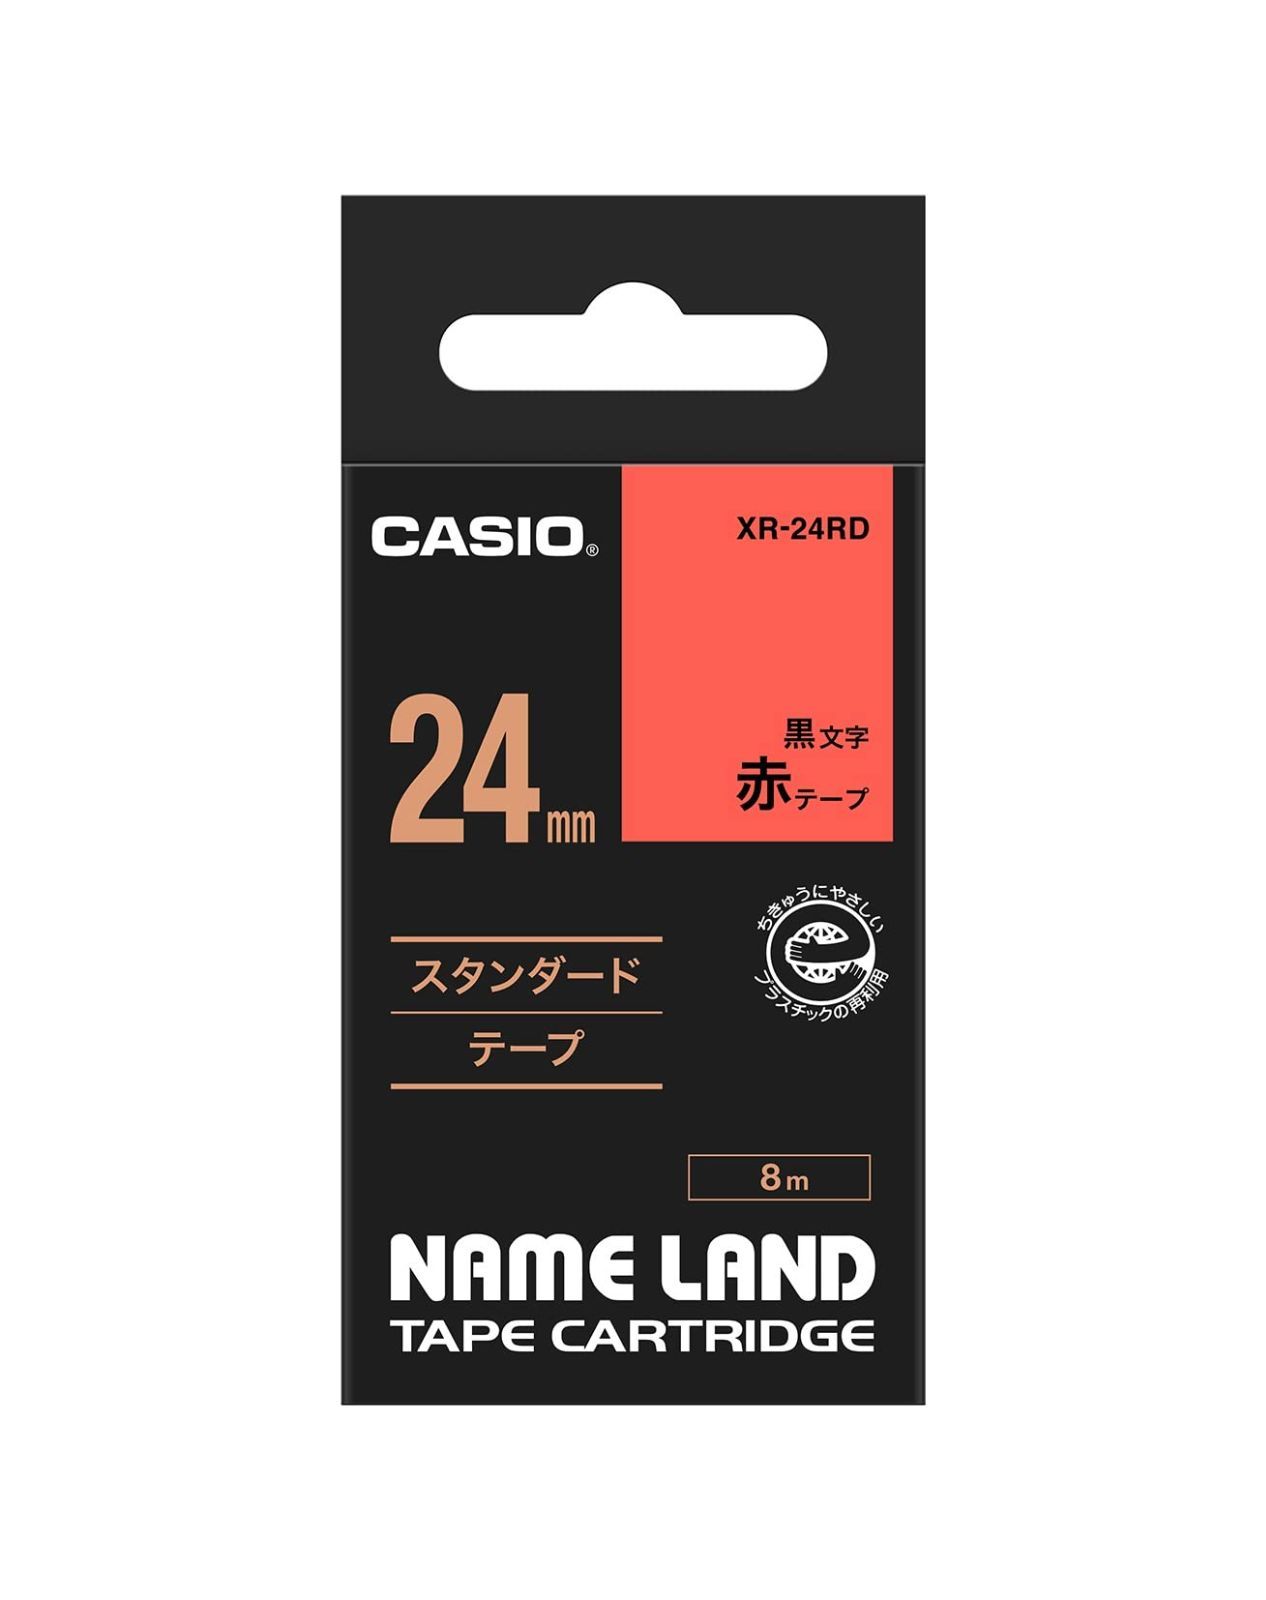 CASIO®
XR-24RD
24mm
黒文字
赤テープ
ちきゅうにやさしい
プラスチックの再利用
スタンダード
テープ
8m
NAME LAND
TAPE CARTRIDGE